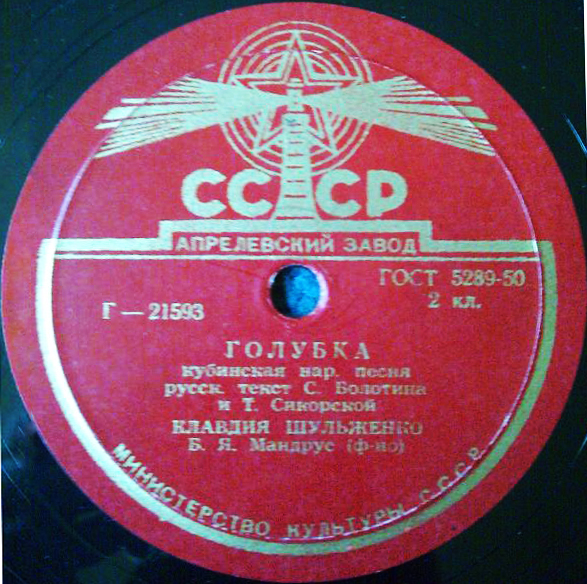 СССР
АПРЕЛЕВСКИЙ ЗАВОД
ГОСТ 5289-50
2 кл.
Г — 21593
ГОЛУБКА
кубинская нар. песня
русск. текст С. Болотина
и Т. Сикорской
КЛАВДИЯ ШУЛЬЖЕНКО
Б. Я. Мандрус (ф-но)
МИНИСТЕРСТВО КУЛЬТУРЫ СССР